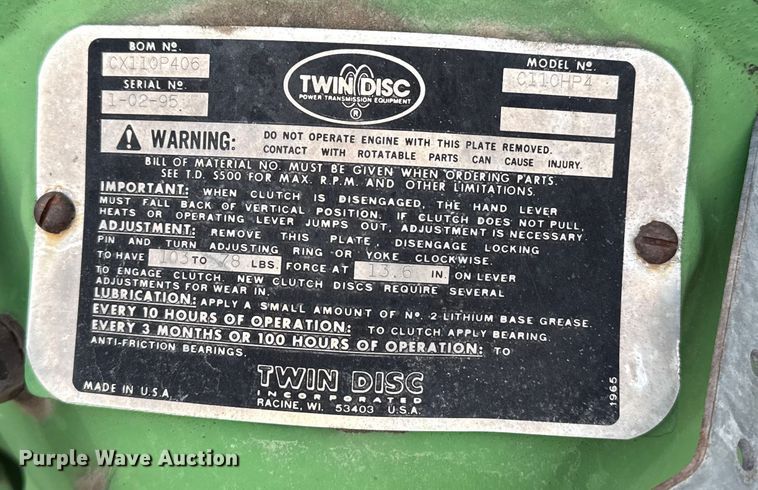 BOM Nº.
CX110P406
SERIAL Nº.
1-02-95
TWIN DISC
POWER TRANSMISSION EQUIPMENT
®
MODEL Nº.
WARNING: DO NOT OPERATE ENGINE WITH THIS PLATE REMOVED.
CONTACT WITH ROTATABLE PARTS CAN CAUSE INJURY.
BILL OF MATERIAL NO. MUST BE GIVEN WHEN ORDERING PARTS.
SEE T.D. S500 FOR MAX. R.P.M. AND OTHER LIMITATIONS.
IMPORTANT: WHEN CLUTCH IS DISENGAGED, THE HAND LEVER
MUST FALL BACK OF VERTICAL POSITION. IF CLUTCH DOES NOT PULL,
HEATS OR OPERATING LEVER JUMPS OUT, ADJUSTMENT IS NECESSARY.
ADJUSTMENT: REMOVE THIS PLATE, DISENGAGE LOCKING
PIN AND TURN ADJUSTING RING OR YOKE CLOCKWISE.
TO HAVE 103 TO LBS. FORCE AT 13.6 IN. ON LEVER
TO ENGAGE CLUTCH. NEW CLUTCH DISCS REQUIRE SEVERAL
ADJUSTMENTS FOR WEAR IN.
LUBRICATION: APPLY A SMALL AMOUNT OF Nº. 2 LITHIUM BASE GREASE.
EVERY 10 HOURS OF OPERATION: TO CLUTCH APPLY BEARING.
EVERY 3 MONTHS OR 100 HOURS OF OPERATION: TO
ANTI-FRICTION BEARINGS.
TWIN DISC
INCORPORATED
RACINE, WI. 53403 U.S.A.
MADE IN U.S.A.
1965
Purple Wave Auction